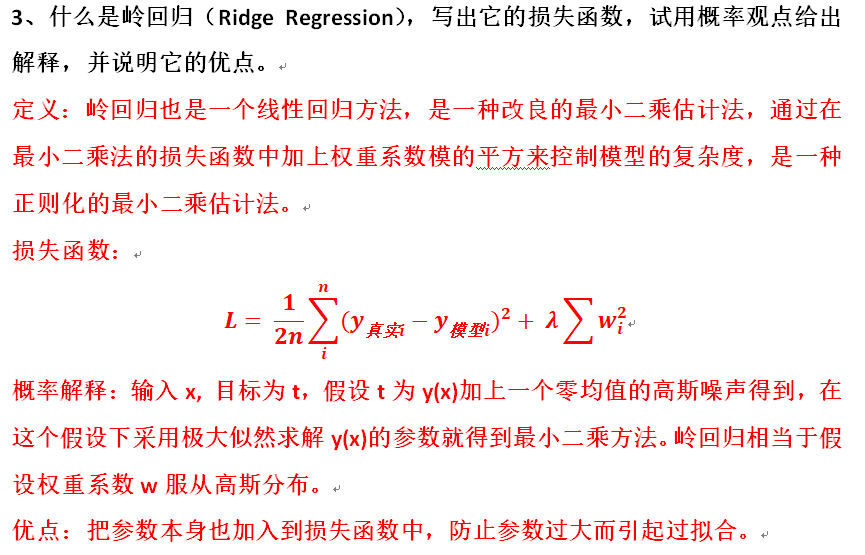 3、什么是岭回归（Ridge Regression），写出它的损失函数，试用概率观点给出
解释，并说明它的优点。
定义：岭回归也是一个线性回归方法，是一种改良的最小二乘估计法，通过在
最小二乘法的损失函数中加上权重系数模的平方来控制模型的复杂度，是一种
正则化的最小二乘估计法。
损失函数：
L = 1/2n ∑_i^n (y_真实i − y_模型i)² + λ∑w_i²
概率解释：输入 x, 目标为 t，假设 t 为 y(x)加上一个零均值的高斯噪声得到，在
这个假设下采用极大似然求解 y(x)的参数就得到最小二乘方法。岭回归相当于假
设权重系数 w 服从高斯分布。
优点：把参数本身也加入到损失函数中，防止参数过大而引起过拟合。